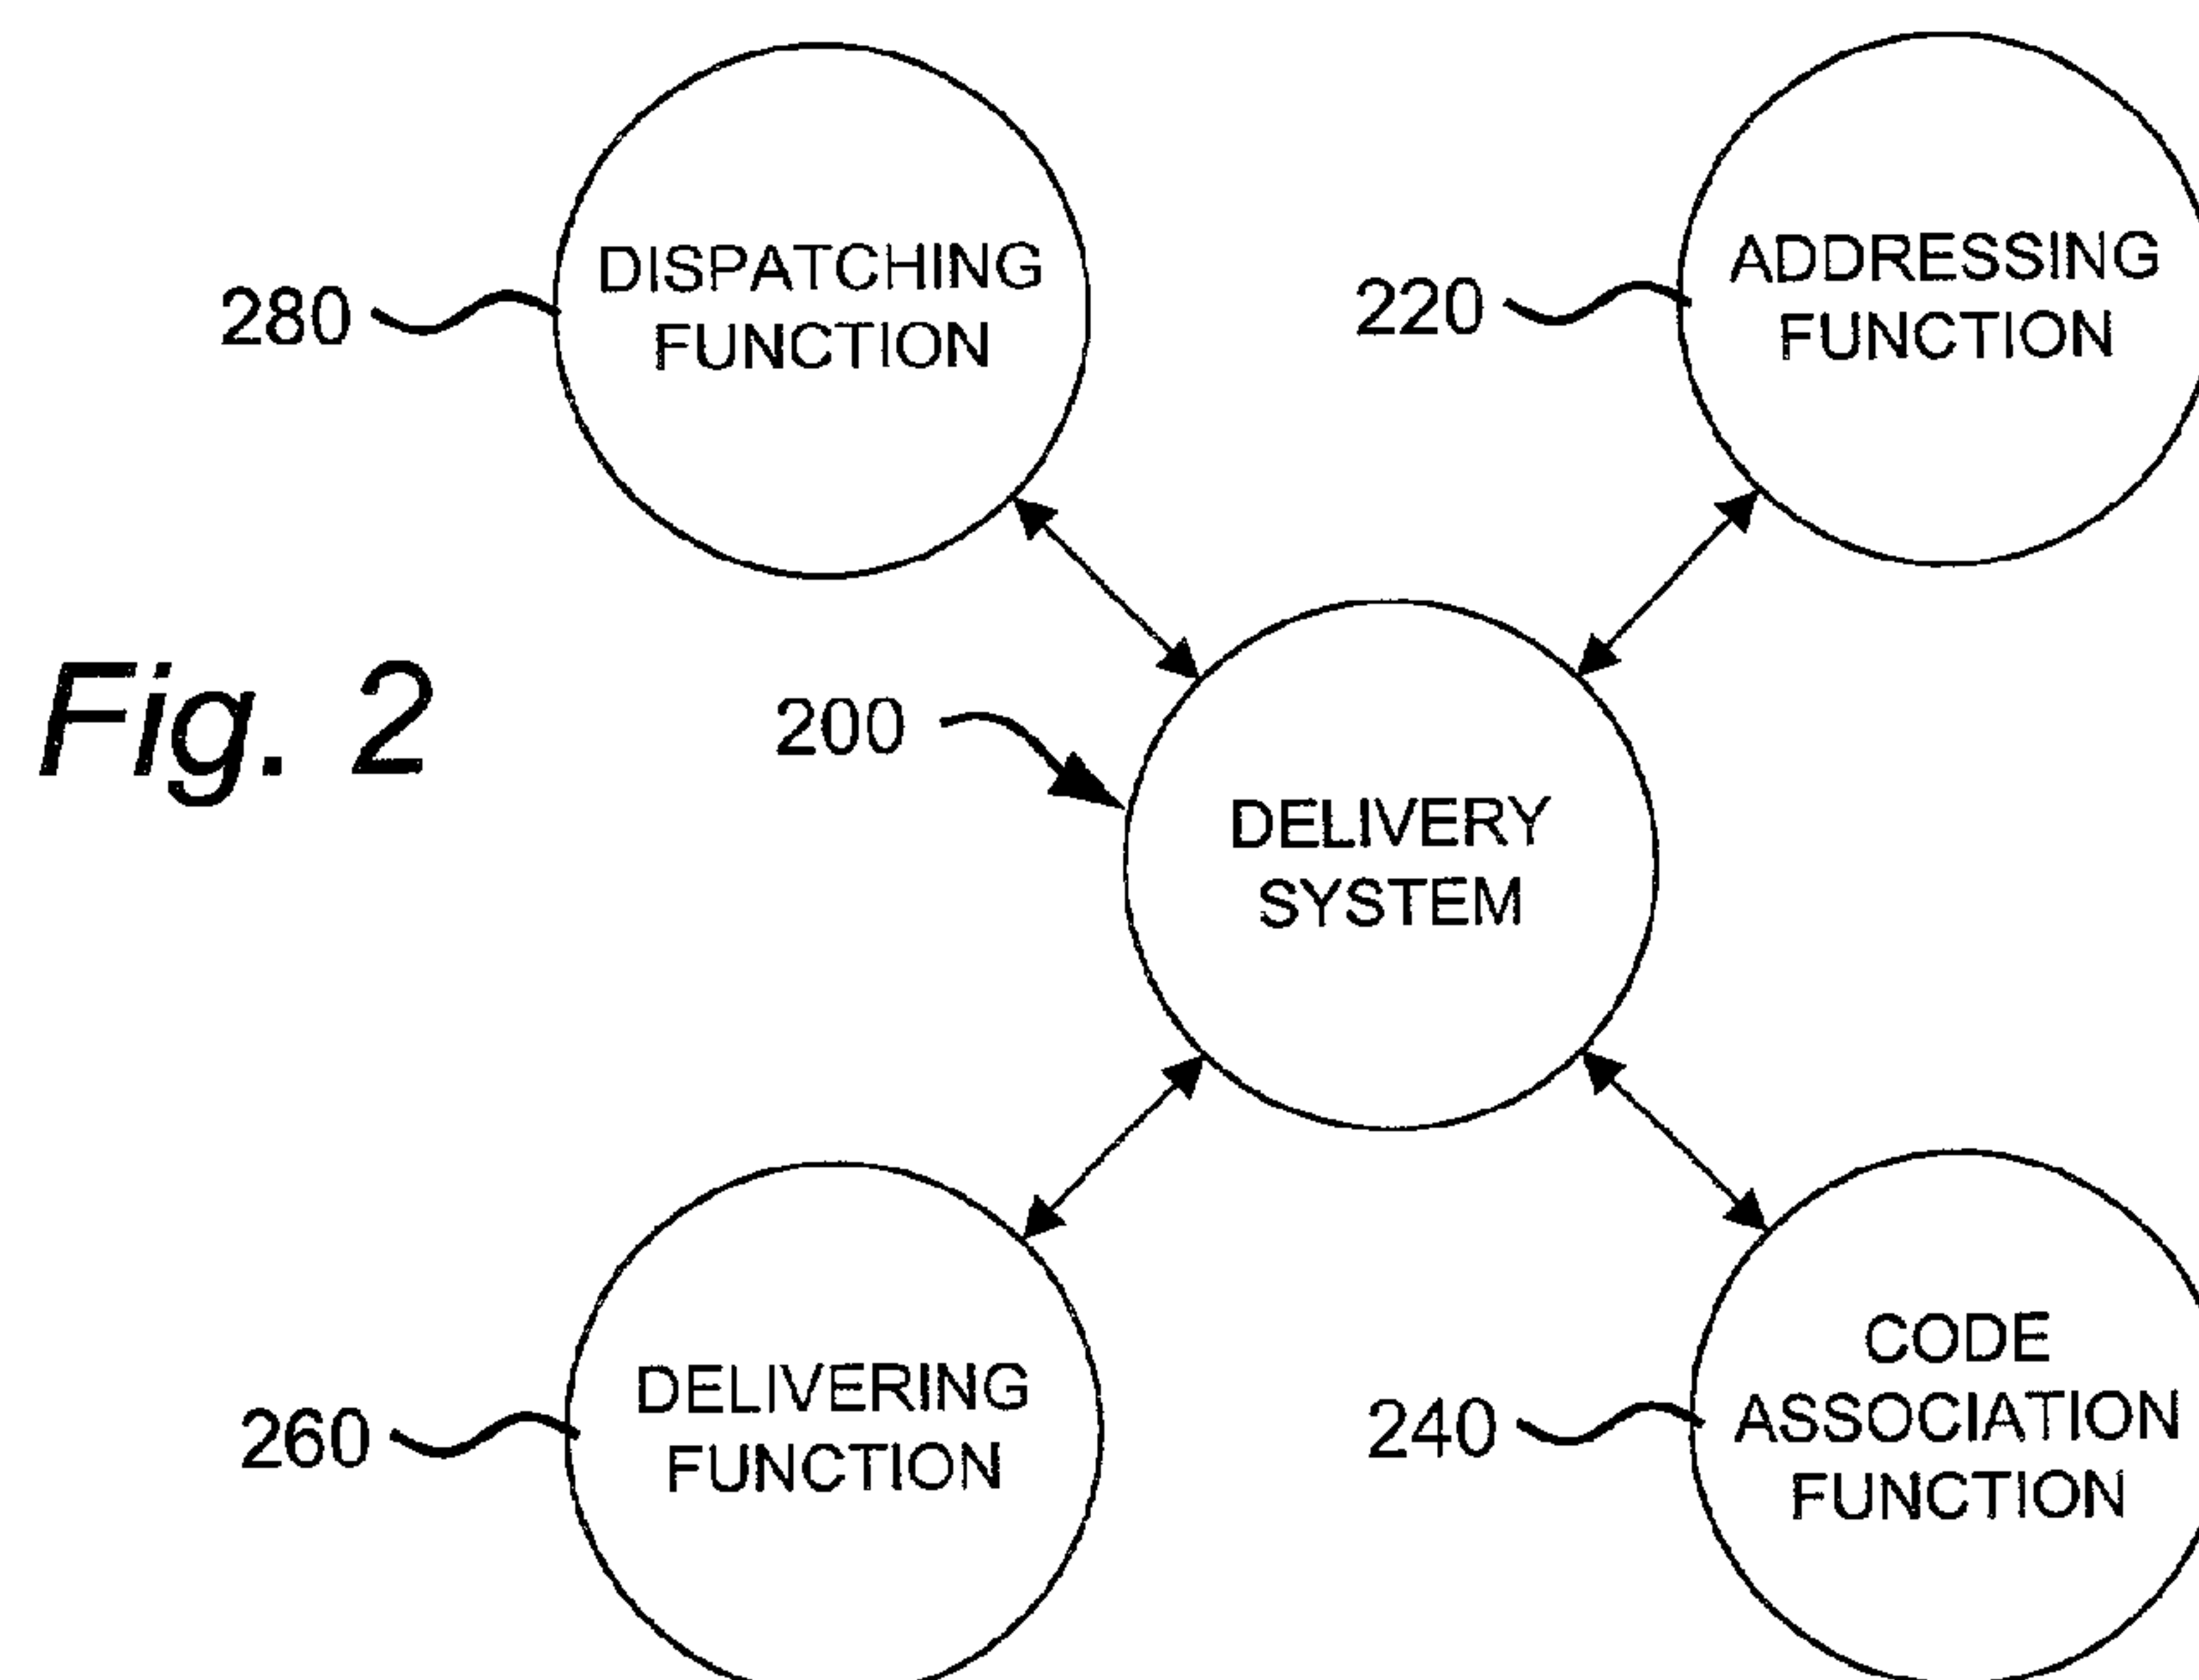 DISPATCHING
FUNCTION
280
ADDRESSING
FUNCTION
220
Fig. 2
200
DELIVERY
SYSTEM
DELIVERING
FUNCTION
260
CODE
ASSOCIATION
FUNCTION
240